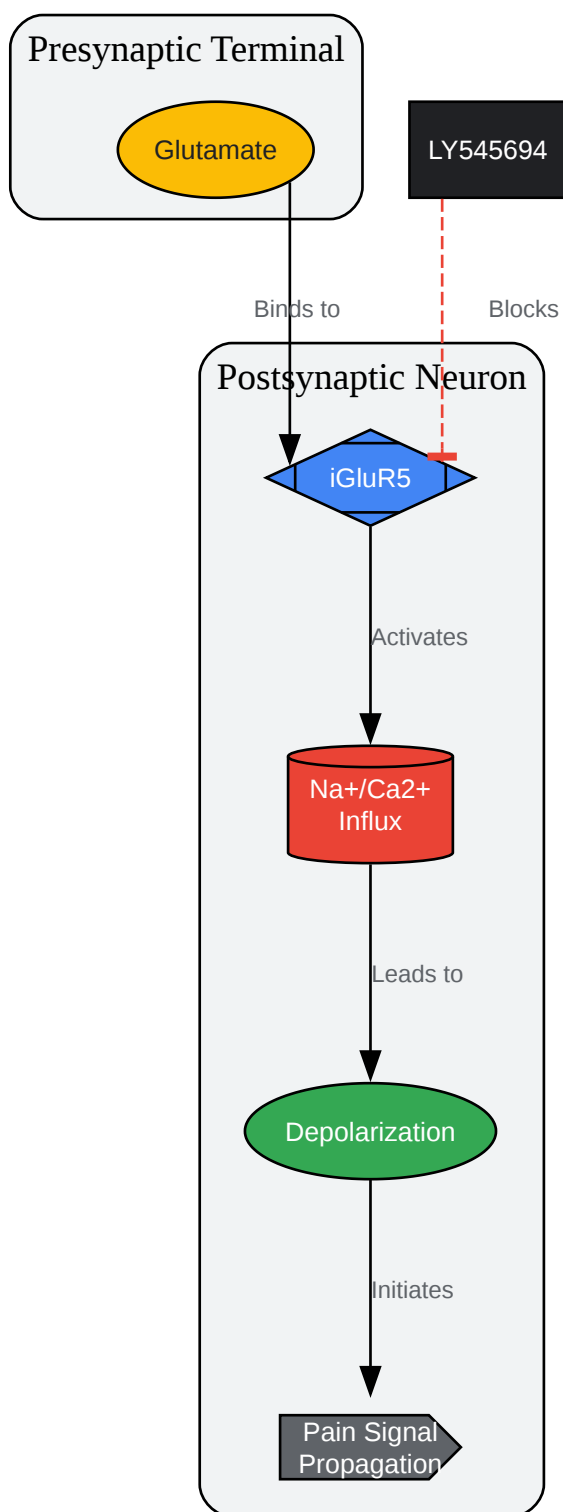 Presynaptic Terminal
Glutamate
LY545694
Binds to
Blocks
Postsynaptic Neuron
iGluR5
Activates
Na+/Ca2+
Influx
Leads to
Depolarization
Initiates
Pain Signal
Propagation